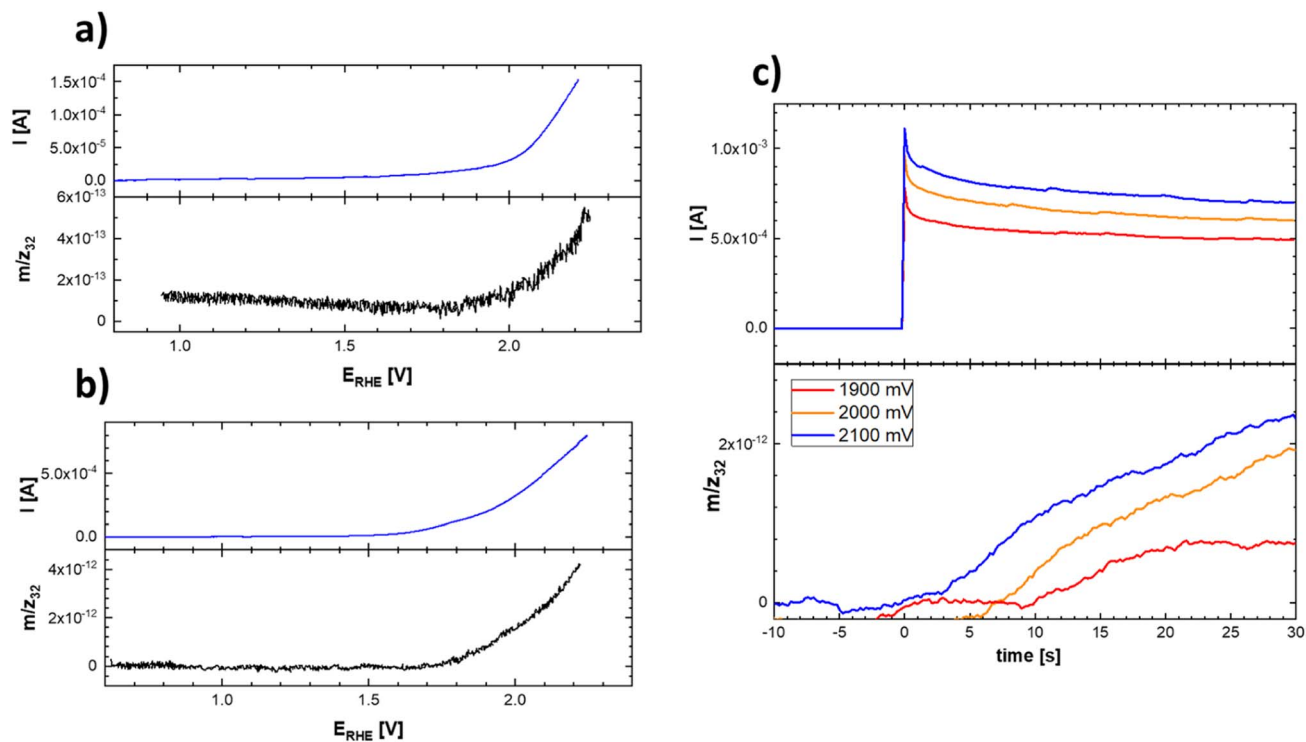 a)
I [A]
1.5x10⁻⁴
1.0x10⁻⁴
5.0x10⁻⁵
0.0
m/z₃₂
6x10⁻¹³
4x10⁻¹³
2x10⁻¹³
0
1.0 1.5 2.0
E_RHE [V]
b)
I [A]
5.0x10⁻⁴
0.0
m/z₃₂
4x10⁻¹²
2x10⁻¹²
0
1.0 1.5 2.0
E_RHE [V]
c)
I [A]
1.0x10⁻³
5.0x10⁻⁴
0.0
1900 mV
2000 mV
2100 mV
m/z₃₂
2x10⁻¹²
0
-10 -5 0 5 10 15 20 25 30
time [s]